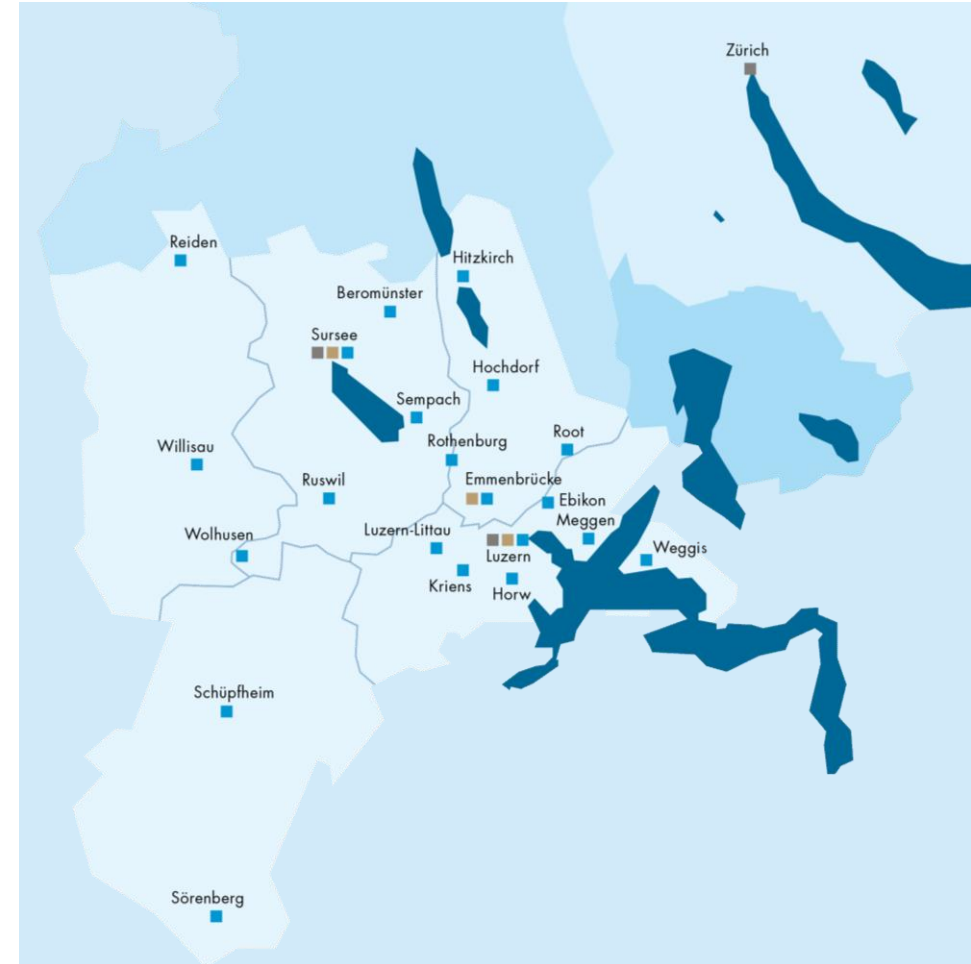 Zürich
Reiden
Hitzkirch
Beromünster
Sursee
Hochdorf
Sempach
Rothenburg
Root
Willisau
Ruswil
Emmenbrücke
Ebikon
Meggen
Luzern-Littau
Wolhusen
Luzern
Weggis
Kriens
Horw
Schüpfheim
Sörenberg